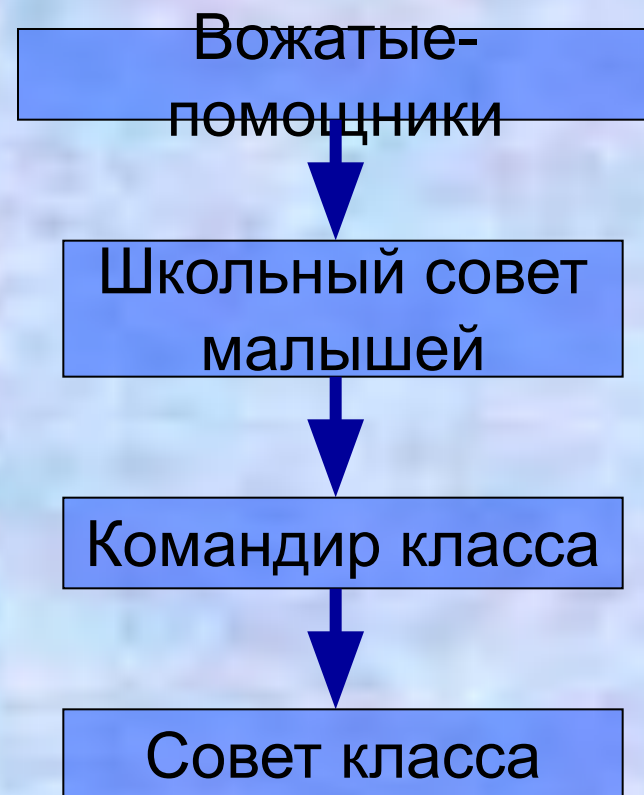 Вожатые-
помощники
Школьный совет
малышей
Командир класса
Совет класса